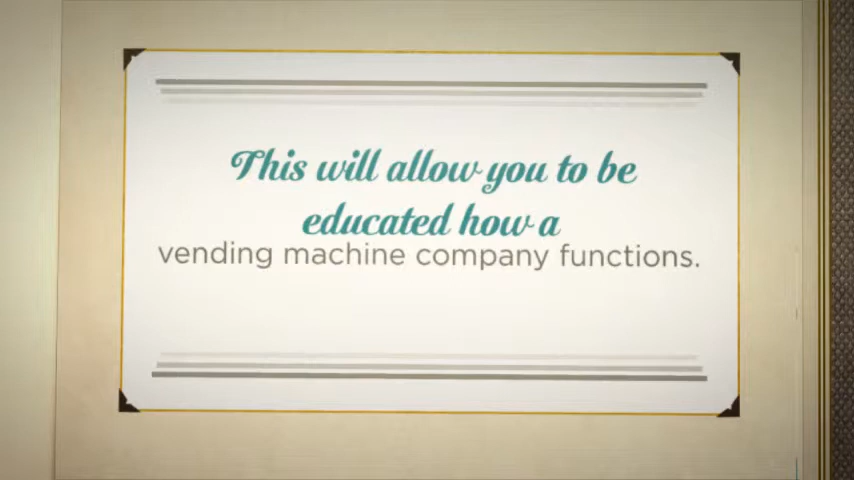 This will allow you to be
educated how a
vending machine company functions.